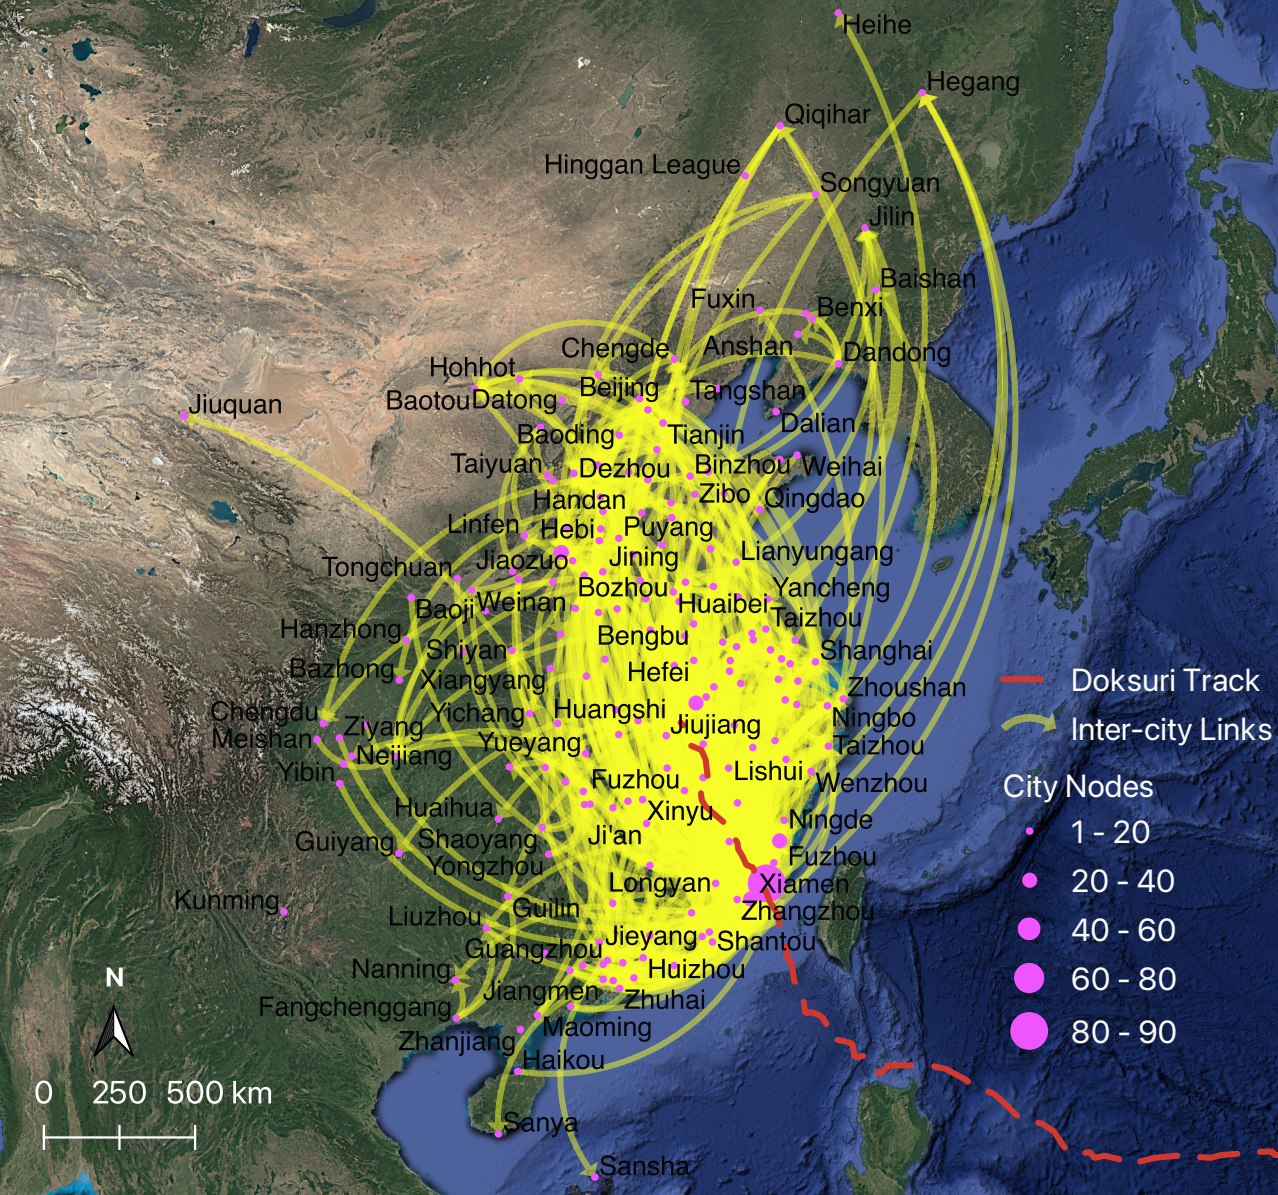 Heihe
Hegang
Qiqihar
Hinggan League
Songyuan
Jilin
Baishan
Fuxin
Benxi
Chengde
Anshan
Dandong
Hohhot
Beijing
Tangshan
Baotou
Datong
Jiuquan
Dalian
Baoding
Tianjin
Taiyuan
Dezhou
Binzhou
Weihai
Handan
Zibo
Qingdao
Linfen
Hebi
Puyang
Jiaozuo
Jining
Lianyungang
Tongchuan
Bozhou
Yancheng
Baoji
Weinan
Huaibei
Taizhou
Hanzhong
Bengbu
Shiyan
Shanghai
Bazhong
Xiangyang
Hefei
Doksuri Track
Zhoushan
Chengdu
Yichang
Huangshi
Ziyang
Jiujiang
Ningbo
Inter-city Links
Meishan
Yueyang
Taizhou
Neijiang
Yibin
Fuzhou
Lishui
Wenzhou
City Nodes
Huaihua
Xinyu
Ningde
1 - 20
Guiyang
Shaoyang
Ji'an
Yongzhou
Fuzhou
Longyan
Xiamen
20 - 40
Kunming
Liuzhou
Guilin
Zhangzhou
Guangzhou
Jieyang
Shantou
40 - 60
Nanning
Huizhou
N
Jiangmen
Zhuhai
60 - 80
Fangchenggang
Zhanjiang
Maoming
80 - 90
Haikou
0 250 500 km
Sanya
Sansha